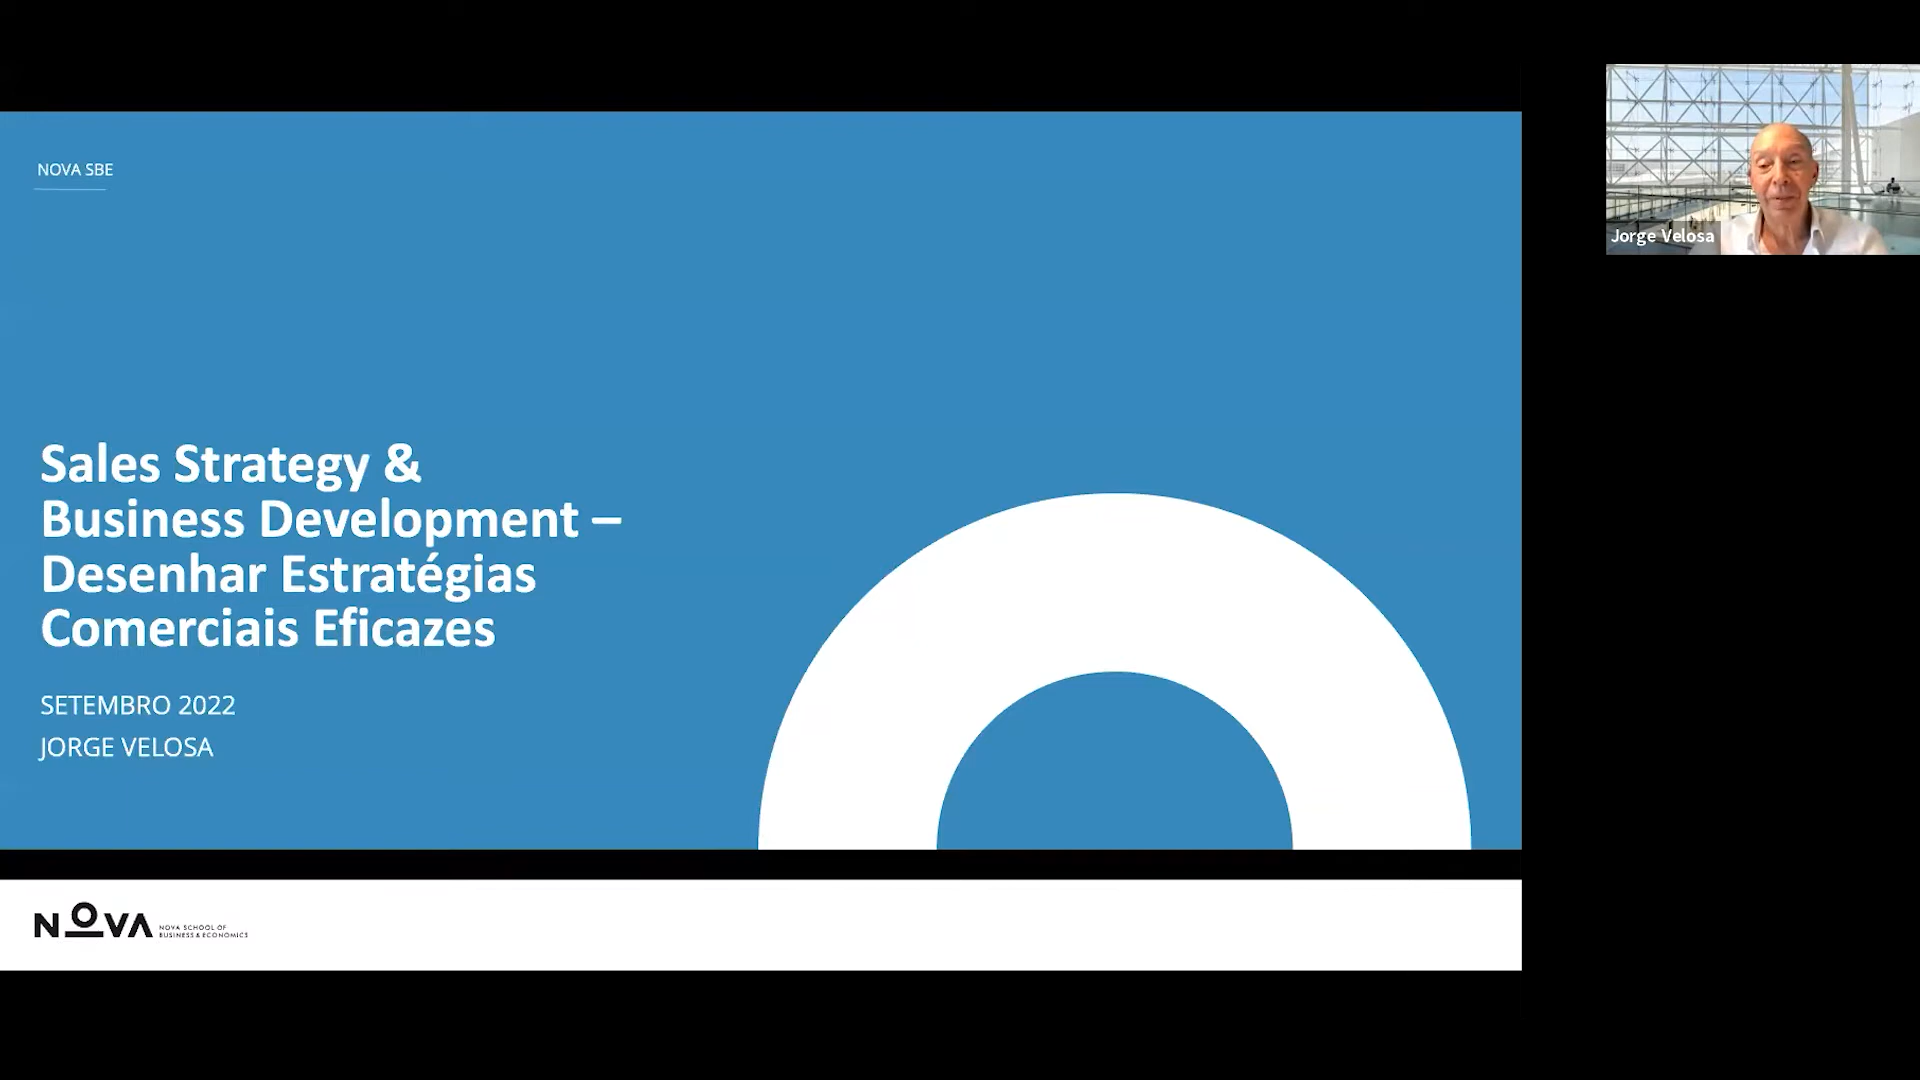 NOVA SBE
Sales Strategy &
Business Development –
Desenhar Estratégias
Comerciais Eficazes
SETEMBRO 2022
JORGE VELOSA
NOVA
NOVA SCHOOL OF
BUSINESS & ECONOMICS
Jorge Velosa